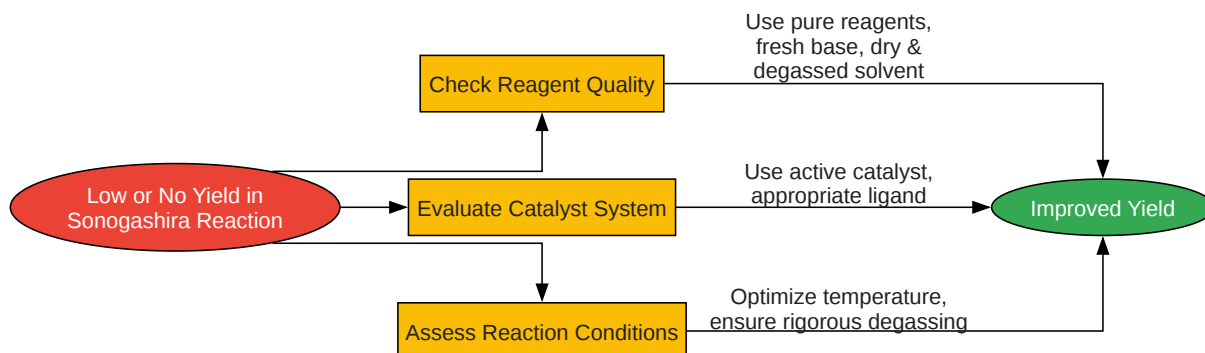 Use pure reagents,
fresh base, dry &
degassed solvent
Check Reagent Quality
Low or No Yield in
Sonogashira Reaction
Evaluate Catalyst System
Use active catalyst,
appropriate ligand
Improved Yield
Assess Reaction Conditions
Optimize temperature,
ensure rigorous degassing